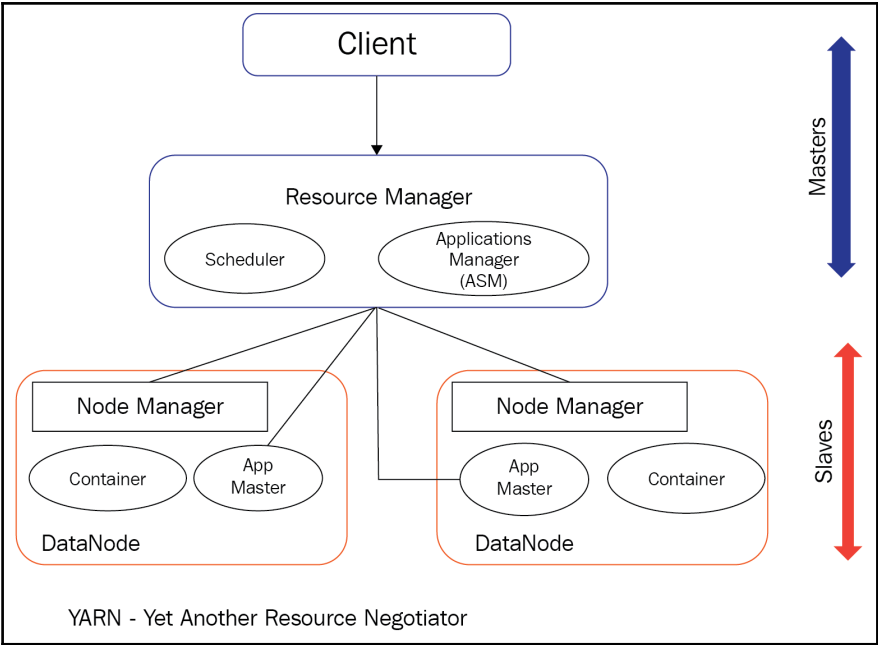 Client
Masters
Resource Manager
Scheduler
Applications
Manager
(ASM)
Node Manager
Container
App
Master
DataNode
Node Manager
App
Master
Container
DataNode
Slaves
YARN - Yet Another Resource Negotiator